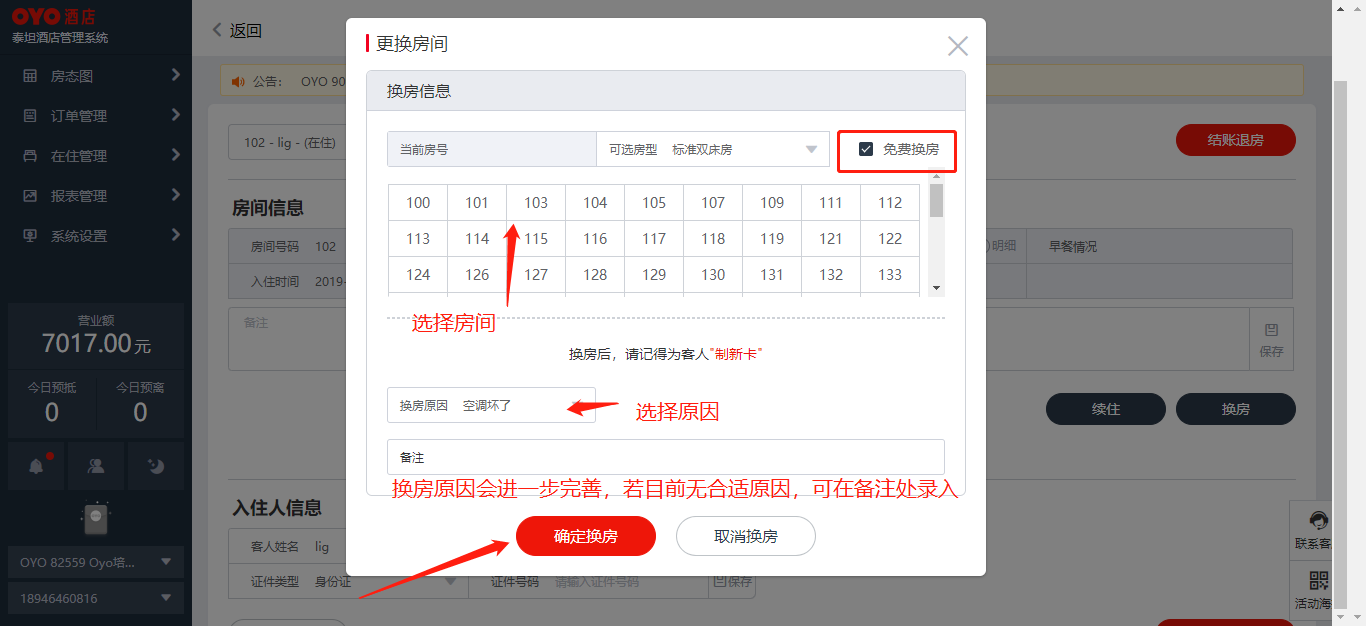 OYO 酒店
泰坦酒店管理系统
房态图
订单管理
在住管理
报表管理
系统设置
营业额
7017.00元
今日预抵 今日预离
0 0
OYO 82559 Oyo培...
18946460816
返回
公告: OYO 90
102 - lig - (在住)
结账退房
房间信息
房间号码 102
明细 早餐情况
入住时间 2019-
备注
保存
续住 换房
入住人信息
客人姓名 lig
证件类型 身份证 证件号码 请输入证件号码 保存
更换房间
换房信息
当前房号 可选房型 标准双床房 免费换房
100 101 103 104 105 107 109 111 112
113 114 115 116 117 118 119 121 122
124 126 127 128 129 130 131 132 133
选择房间
换房后，请记得为客人"制新卡"
换房原因 空调坏了
选择原因
备注
换房原因会进一步完善，若目前无合适原因，可在备注处录入
确定换房 取消换房
联系客
活动海